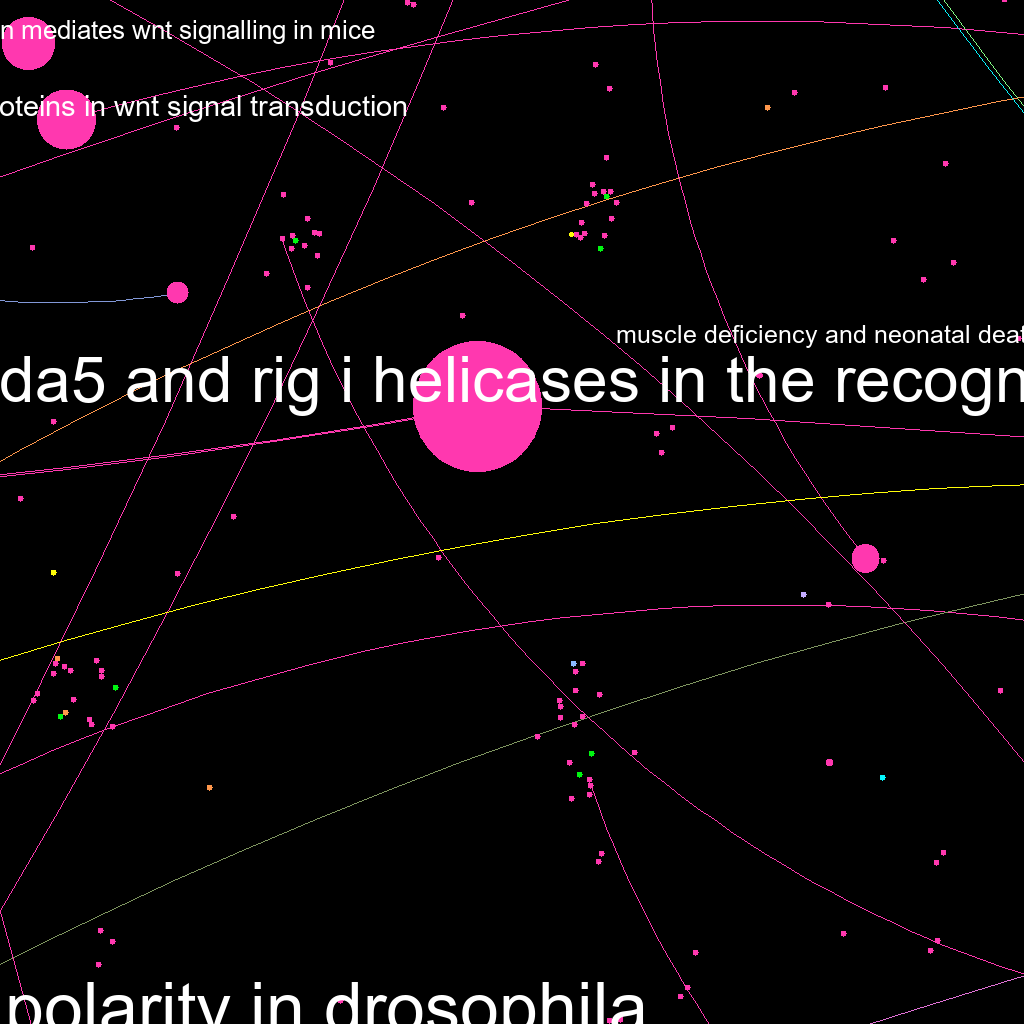 n mediates wnt signalling in mice
oteins in wnt signal transduction
muscle deficiency and neonatal deat
da5 and rig i helicases in the recogn
polarity in drosophila